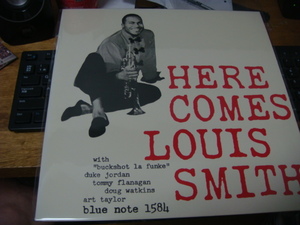 HERE
COMES
LOUIS
SMITH
with
"buckshot la funke"
duke jordan
tommy flanagan
doug watkins
art taylor
blue note 1584